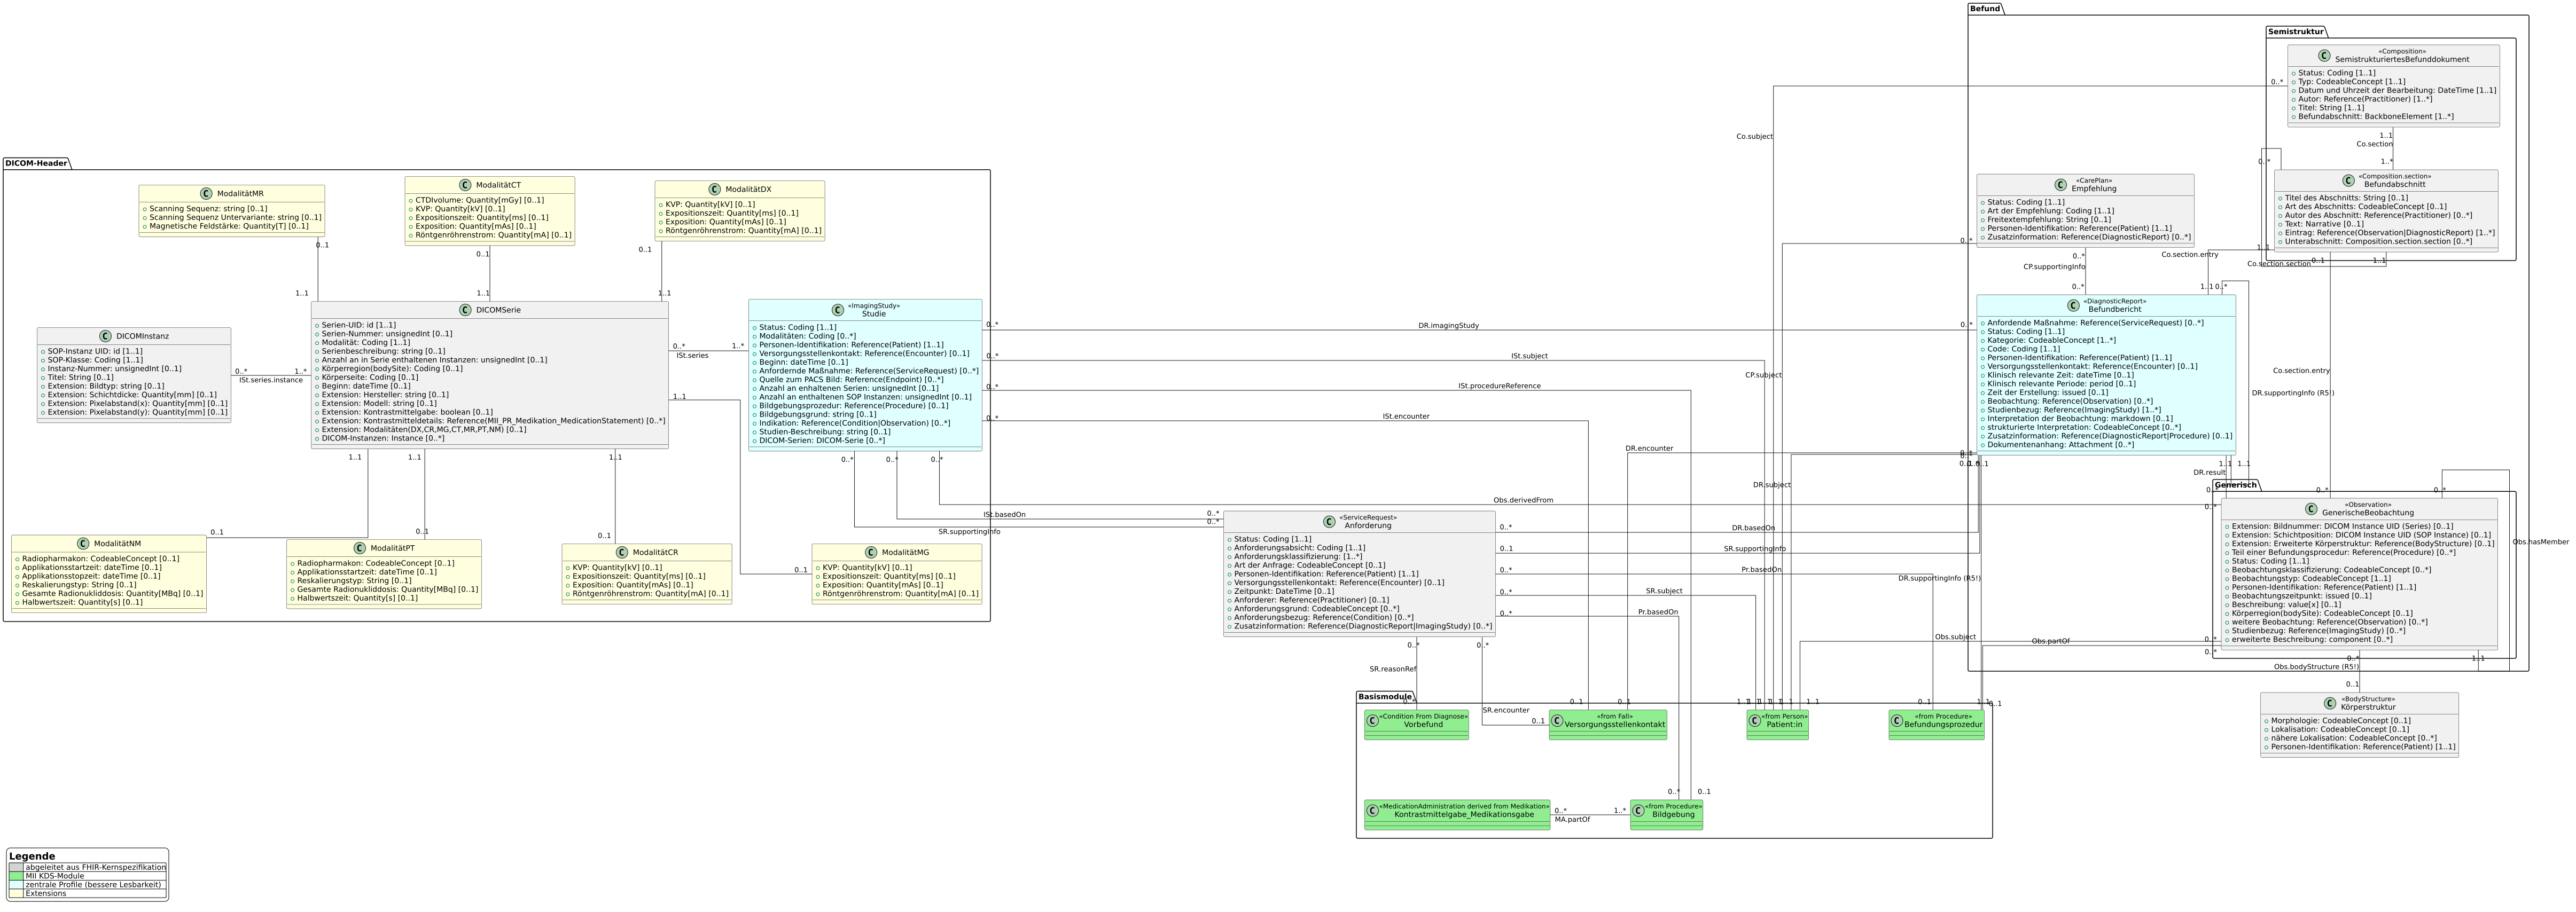 Befund
Semistruktur
«Composition»
SemistrukturiertesBefunddokument
Status: Coding [1..1]
Typ: CodeableConcept [1..1]
Datum und Uhrzeit der Bearbeitung: DateTime [1..1]
Autor: Reference(Practitioner) [1..*]
Titel: String [1..1]
Befundabschnitt: BackboneElement [1..*]
0..*
Co.subject
1..1
Co.section
1..*
0..*
«Composition.section»
Befundabschnitt
Titel des Abschnitts: String [0..1]
Art des Abschnitts: CodeableConcept [0..1]
Autor des Abschnitt: Reference(Practitioner) [0..*]
Text: Narrative [0..1]
Eintrag: Reference(Observation|DiagnosticReport) [1..*]
Unterabschnitt: Composition.section.section [0..*]
1..1
Co.section.entry
Co.section.section
0..1
1..1
«CarePlan»
Empfehlung
Status: Coding [1..1]
Art der Empfehlung: Coding [1..1]
Freitextempfehlung: String [0..1]
Personen-Identifikation: Reference(Patient) [1..1]
Zusatzinformation: Reference(DiagnosticReport) [0..*]
0..*
0..*
CP.supportingInfo
0..*
1..1
0..*
CP.subject
DICOM-Header
ModalitätMR
Scanning Sequenz: string [0..1]
Scanning Sequenz Untervariante: string [0..1]
Magnetische Feldstärke: Quantity[T] [0..1]
0..1
1..1
ModalitätCT
CTDIvolume: Quantity[mGy] [0..1]
KVP: Quantity[kV] [0..1]
Expositionszeit: Quantity[ms] [0..1]
Exposition: Quantity[mAs] [0..1]
Röntgenröhrenstrom: Quantity[mA] [0..1]
0..1
1..1
ModalitätDX
KVP: Quantity[kV] [0..1]
Expositionszeit: Quantity[ms] [0..1]
Exposition: Quantity[mAs] [0..1]
Röntgenröhrenstrom: Quantity[mA] [0..1]
0..1
1..1
DICOMInstanz
SOP-Instanz UID: id [1..1]
SOP-Klasse: Coding [1..1]
Instanz-Nummer: unsignedInt [0..1]
Titel: String [0..1]
Extension: Bildtyp: string [0..1]
Extension: Schichtdicke: Quantity[mm] [0..1]
Extension: Pixelabstand(x): Quantity[mm] [0..1]
Extension: Pixelabstand(y): Quantity[mm] [0..1]
0..*
1..*
ISt.series.instance
DICOMSerie
Serien-UID: id [1..1]
Serien-Nummer: unsignedInt [0..1]
Modalität: Coding [1..1]
Serienbeschreibung: string [0..1]
Anzahl an in Serie enthaltenen Instanzen: unsignedInt [0..1]
Körperregion(bodySite): Coding [0..1]
Körperseite: Coding [0..1]
Beginn: dateTime [0..1]
Extension: Hersteller: string [0..1]
Extension: Modell: string [0..1]
Extension: Kontrastmittelgabe: boolean [0..1]
Extension: Kontrastmitteldetails: Reference(MII_PR_Medikation_MedicationStatement) [0..*]
Extension: Modalitäten(DX,CR,MG,CT,MR,PT,NM) [0..1]
DICOM-Instanzen: Instance [0..*]
0..*
1..*
ISt.series
1..1
1..1
1..1
1..1
«ImagingStudy»
Studie
Status: Coding [1..1]
Modalitäten: Coding [0..*]
Personen-Identifikation: Reference(Patient) [1..1]
Versorgungsstellenkontakt: Reference(Encounter) [0..1]
Beginn: dateTime [0..1]
Anfordernde Maßnahme: Reference(ServiceRequest) [0..*]
Quelle zum PACS Bild: Reference(Endpoint) [0..*]
Anzahl an enhaltenen Serien: unsignedInt [0..1]
Anzahl an enthaltenen SOP Instanzen: unsignedInt [0..1]
Bildgebungsprozedur: Reference(Procedure) [0..1]
Bildgebungsgrund: string [0..1]
Indikation: Reference(Condition|Observation) [0..*]
Studien-Beschreibung: string [0..1]
DICOM-Serien: DICOM-Serie [0..*]
0..*
0..*
0..*
0..*
0..*
0..*
0..*
DR.imagingStudy
0..*
ISt.subject
ISt.procedureReference
ISt.encounter
DR.encounter
DR.subject
Obs.derivedFrom
«DiagnosticReport»
Befundbericht
Anfordende Maßnahme: Reference(ServiceRequest) [0..*]
Status: Coding [1..1]
Kategorie: CodeableConcept [1..*]
Code: Coding [1..1]
Personen-Identifikation: Reference(Patient) [1..1]
Versorgungsstellenkontakt: Reference(Encounter) [0..1]
Klinisch relevante Zeit: dateTime [0..1]
Klinisch relevante Periode: period [0..1]
Zeit der Erstellung: issued [0..1]
Beobachtung: Reference(Observation) [0..*]
Studienbezug: Reference(ImagingStudy) [1..*]
Interpretation der Beobachtung: markdown [0..1]
strukturierte Interpretation: CodeableConcept [0..*]
Zusatzinformation: Reference(DiagnosticReport|Procedure) [0..1]
Dokumentenanhang: Attachment [0..*]
Co.section.entry
DR.supportingInfo (R5!)
1..1
1..1
DR.result
0..*
0..*
ModalitätNM
Radiopharmakon: CodeableConcept [0..1]
Applikationsstartzeit: dateTime [0..1]
Applikationsstopzeit: dateTime [0..1]
Reskalierungstyp: String [0..1]
Gesamte Radionukliddosis: Quantity[MBq] [0..1]
Halbwertszeit: Quantity[s] [0..1]
0..1
ModalitätPT
Radiopharmakon: CodeableConcept [0..1]
Applikationsstartzeit: dateTime [0..1]
Reskalierungstyp: String [0..1]
Gesamte Radionukliddosis: Quantity[MBq] [0..1]
Halbwertszeit: Quantity[s] [0..1]
0..1
ModalitätCR
KVP: Quantity[kV] [0..1]
Expositionszeit: Quantity[ms] [0..1]
Exposition: Quantity[mAs] [0..1]
Röntgenröhrenstrom: Quantity[mA] [0..1]
0..1
ModalitätMG
KVP: Quantity[kV] [0..1]
Expositionszeit: Quantity[ms] [0..1]
Exposition: Quantity[mAs] [0..1]
Röntgenröhrenstrom: Quantity[mA] [0..1]
0..1
ISt.basedOn
0..*
0..*
SR.supportingInfo
«ServiceRequest»
Anforderung
Status: Coding [1..1]
Anforderungsabsicht: Coding [1..1]
Anforderungsklassifizierung: [1..*]
Art der Anfrage: CodeableConcept [0..1]
Personen-Identifikation: Reference(Patient) [1..1]
Versorgungsstellenkontakt: Reference(Encounter) [0..1]
Zeitpunkt: DateTime [0..1]
Anforderer: Reference(Practitioner) [0..1]
Anforderungsgrund: CodeableConcept [0..*]
Anforderungsbezug: Reference(Condition) [0..*]
Zusatzinformation: Reference(DiagnosticReport|ImagingStudy) [0..*]
0..*
DR.basedOn
0..1
SR.supportingInfo
0..*
Pr.basedOn
DR.supportingInfo (R5!)
0..*
SR.subject
0..*
Pr.basedOn
0..*
0..*
SR.reasonRef
SR.encounter
Generisch
«Observation»
GenerischeBeobachtung
Extension: Bildnummer: DICOM Instance UID (Series) [0..1]
Extension: Schichtposition: DICOM Instance UID (SOP Instance) [0..1]
Extension: Erweiterte Körperstruktur: Reference(BodyStructure) [0..1]
Teil einer Befundungsprocedur: Reference(Procedure) [0..*]
Status: Coding [1..1]
Beobachtungsklassifizierung: CodeableConcept [0..*]
Beobachtungstyp: CodeableConcept [1..1]
Personen-Identifikation: Reference(Patient) [1..1]
Beobachtungszeitpunkt: issued [0..1]
Beschreibung: value[x] [0..1]
Körperregion(bodySite): CodeableConcept [0..1]
weitere Beobachtung: Reference(Observation) [0..*]
Studienbezug: Reference(ImagingStudy) [0..*]
erweiterte Beschreibung: component [0..*]
0..*
Obs.hasMember
0..*
Obs.subject
Obs.partOf
0..*
0..*
0..*
1..1
Obs.bodyStructure (R5!)
0..1
«BodyStructure»
Körperstruktur
Morphologie: CodeableConcept [0..1]
Lokalisation: CodeableConcept [0..1]
nähere Lokalisation: CodeableConcept [0..*]
Personen-Identifikation: Reference(Patient) [1..1]
Basismodule
0..*
«Condition From Diagnose»
Vorbefund
0..1
0..1
0..1
«from Fall»
Versorgungsstellenkontakt
1..1
«from Person»
Patient:in
0..1
«from Procedure»
Befundungsprozedur
0..1
«MedicationAdministration derived from Medikation»
Kontrastmittelgabe_Medikationsgabe
0..*
1..*
MA.partOf
0..*
0..1
«from Procedure»
Bildgebung
Legende
abgeleitet aus FHIR-Kernspezifikation
MII KDS-Module
zentrale Profile (bessere Lesbarkeit)
Extensions